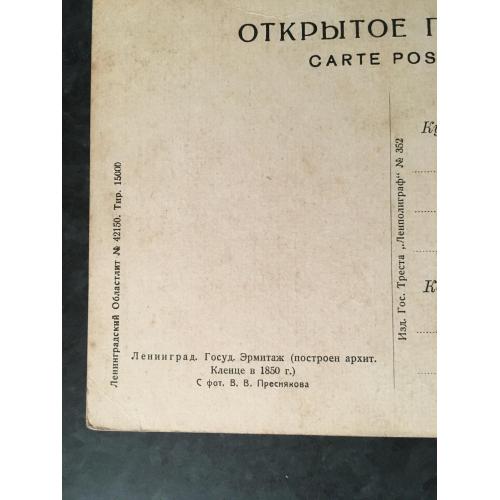 ОТКРЫТОЕ
CARTE POS
Ленинградский Областлит № 42150. Тир. 15000
Изд. Гос. Треста „Ленполиграф“ № 352
Ленинград. Госуд. Эрмитаж (построен архит.
Кленце в 1850 г.)
С фот. В. В. Преснякова